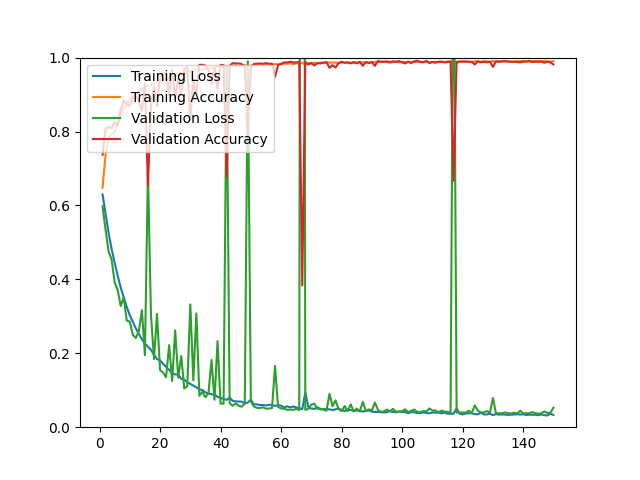 1.0
0.8
0.6
0.4
0.2
0.0
Training Loss
Training Accuracy
Validation Loss
Validation Accuracy
0 20 40 60 80 100 120 140